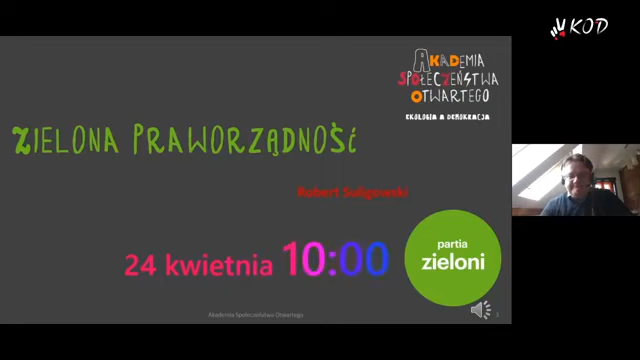 KOD
AKADEMIA
SPOŁECZEŃSTWA
OTWARTEGO
EKOLOGIA A DEMOKRACJA
ZIELONA PRAWORZĄDNOŚĆ
Robert Suligowski
24 kwietnia 10:00
partia
zieloni
Akademia Społeczeństwa Otwartego